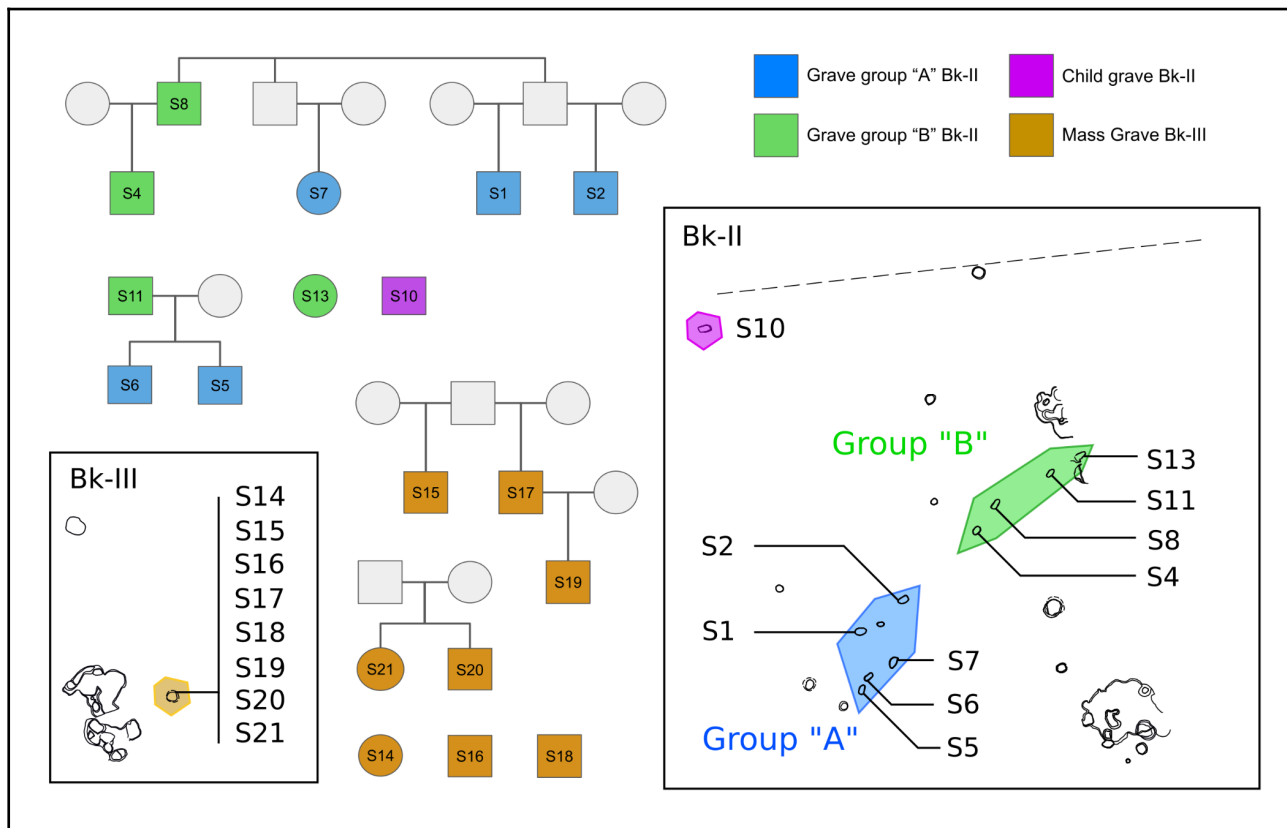 Grave group “A” Bk-II
Child grave Bk-II
Grave group “B” Bk-II
Mass Grave Bk-III
S8
S4
S7
S1
S2
S11
S13
S10
S6
S5
S15
S17
S19
S21
S20
S14
S16
S18
Bk-III
S14
S15
S16
S17
S18
S19
S20
S21
Bk-II
S10
Group "B"
S13
S11
S8
S4
S2
S1
S7
S6
S5
Group "A"